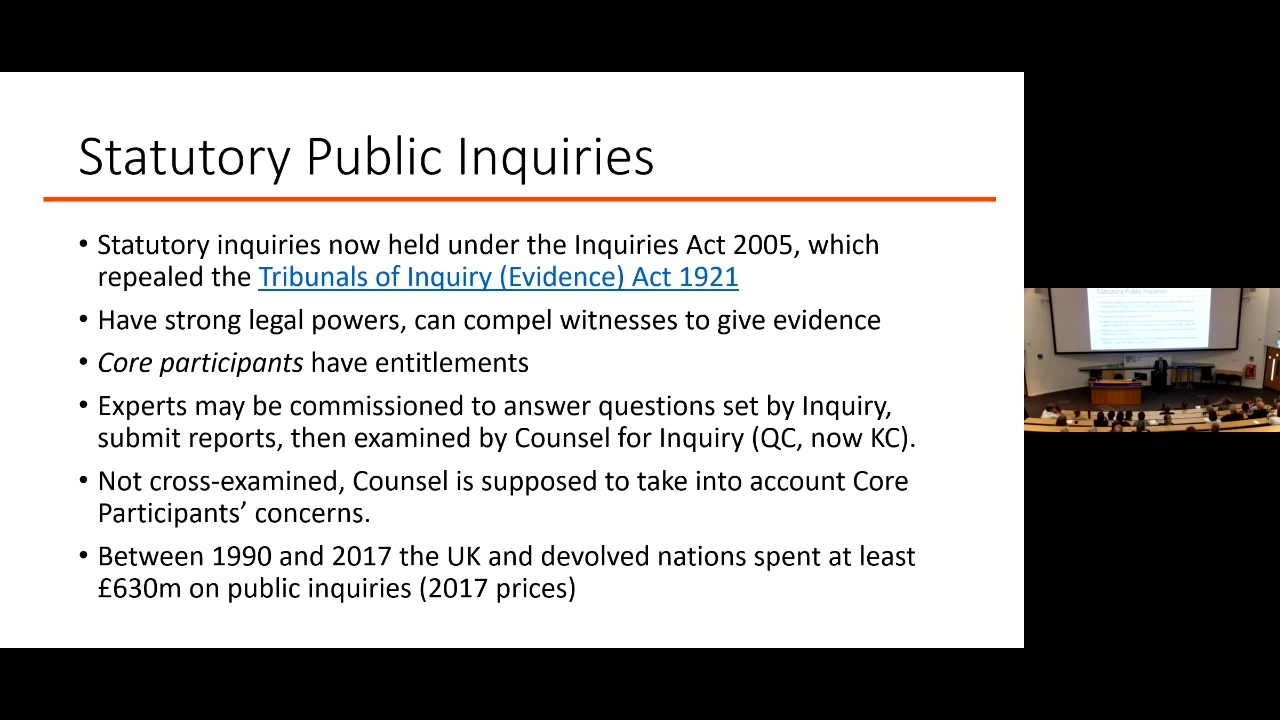 Statutory Public Inquiries
• Statutory inquiries now held under the Inquiries Act 2005, which
repealed the Tribunals of Inquiry (Evidence) Act 1921
• Have strong legal powers, can compel witnesses to give evidence
• Core participants have entitlements
• Experts may be commissioned to answer questions set by Inquiry,
submit reports, then examined by Counsel for Inquiry (QC, now KC).
• Not cross-examined, Counsel is supposed to take into account Core
Participants’ concerns.
• Between 1990 and 2017 the UK and devolved nations spent at least
£630m on public inquiries (2017 prices)
Statutory Public Inquiries